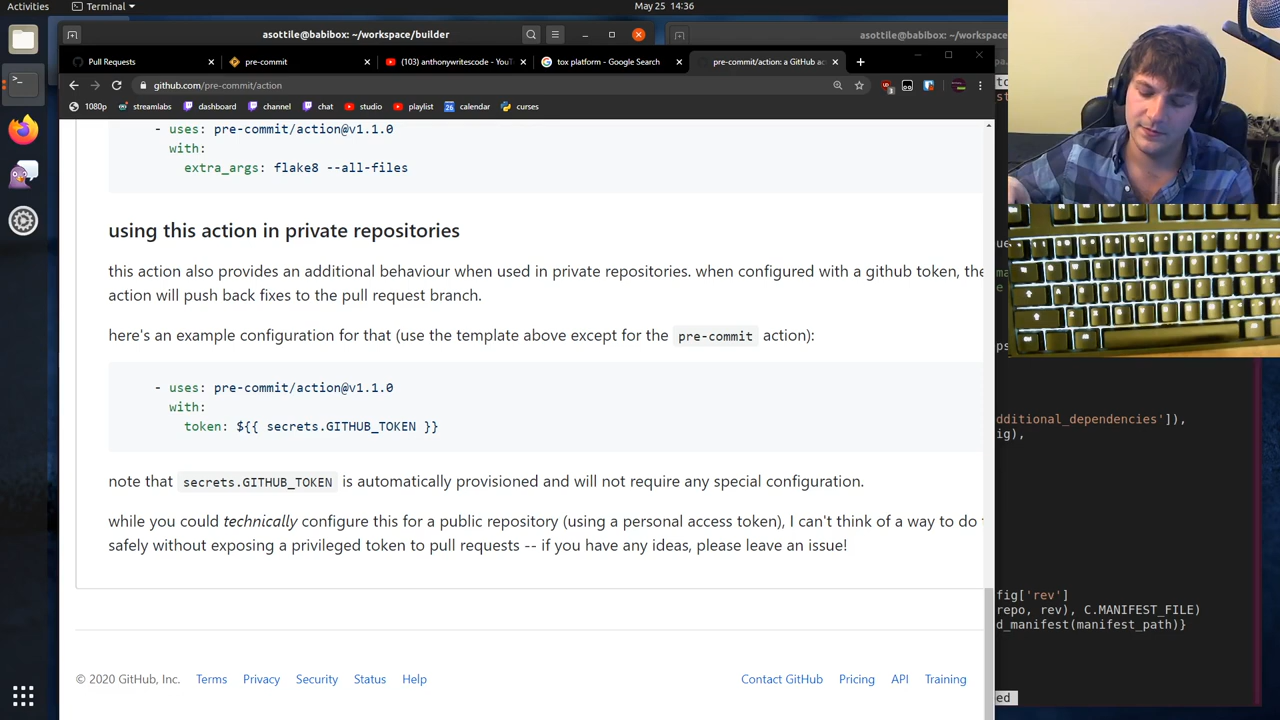 Activities
Terminal
May 25 14:36
asottile@babibox: ~/workspace/builder
asottile@babibox: ~/workspace
Pull Requests
pre-commit
(103) anthonywritescode - YouT
tox platform - Google Search
pre-commit/action: a GitHub ac
github.com/pre-commit/action
1080p
streamlabs
dashboard
channel
chat
studio
playlist
calendar
curses
- uses: pre-commit/action@v1.1.0
with:
extra_args: flake8 --all-files
using this action in private repositories
this action also provides an additional behaviour when used in private repositories. when configured with a github token, the
action will push back fixes to the pull request branch.
here's an example configuration for that (use the template above except for the pre-commit action):
- uses: pre-commit/action@v1.1.0
with:
token: ${{ secrets.GITHUB_TOKEN }}
note that secrets.GITHUB_TOKEN is automatically provisioned and will not require any special configuration.
while you could technically configure this for a public repository (using a personal access token), I can't think of a way to do
safely without exposing a privileged token to pull requests -- if you have any ideas, please leave an issue!
© 2020 GitHub, Inc.
Terms
Privacy
Security
Status
Help
Contact GitHub
Pricing
API
Training
dditional_dependencies']),
ig),
fig['rev']
repo, rev), C.MANIFEST_FILE)
d_manifest(manifest_path)}
ed